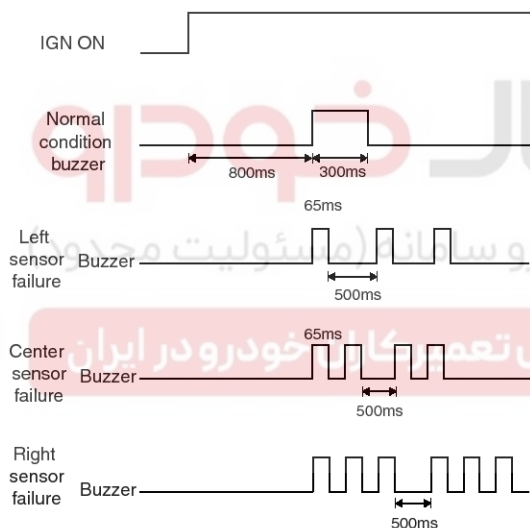 IGN ON
Normal
condition
buzzer
800ms
300ms
خودرو
65ms
Left
sensor
failure
Buzzer
و سامانه (مسئولیت محدود)
500ms
Center
sensor
failure
Buzzer
65ms
تعمیرکاران خودرو در ایران
500ms
Right
sensor
failure
Buzzer
500ms